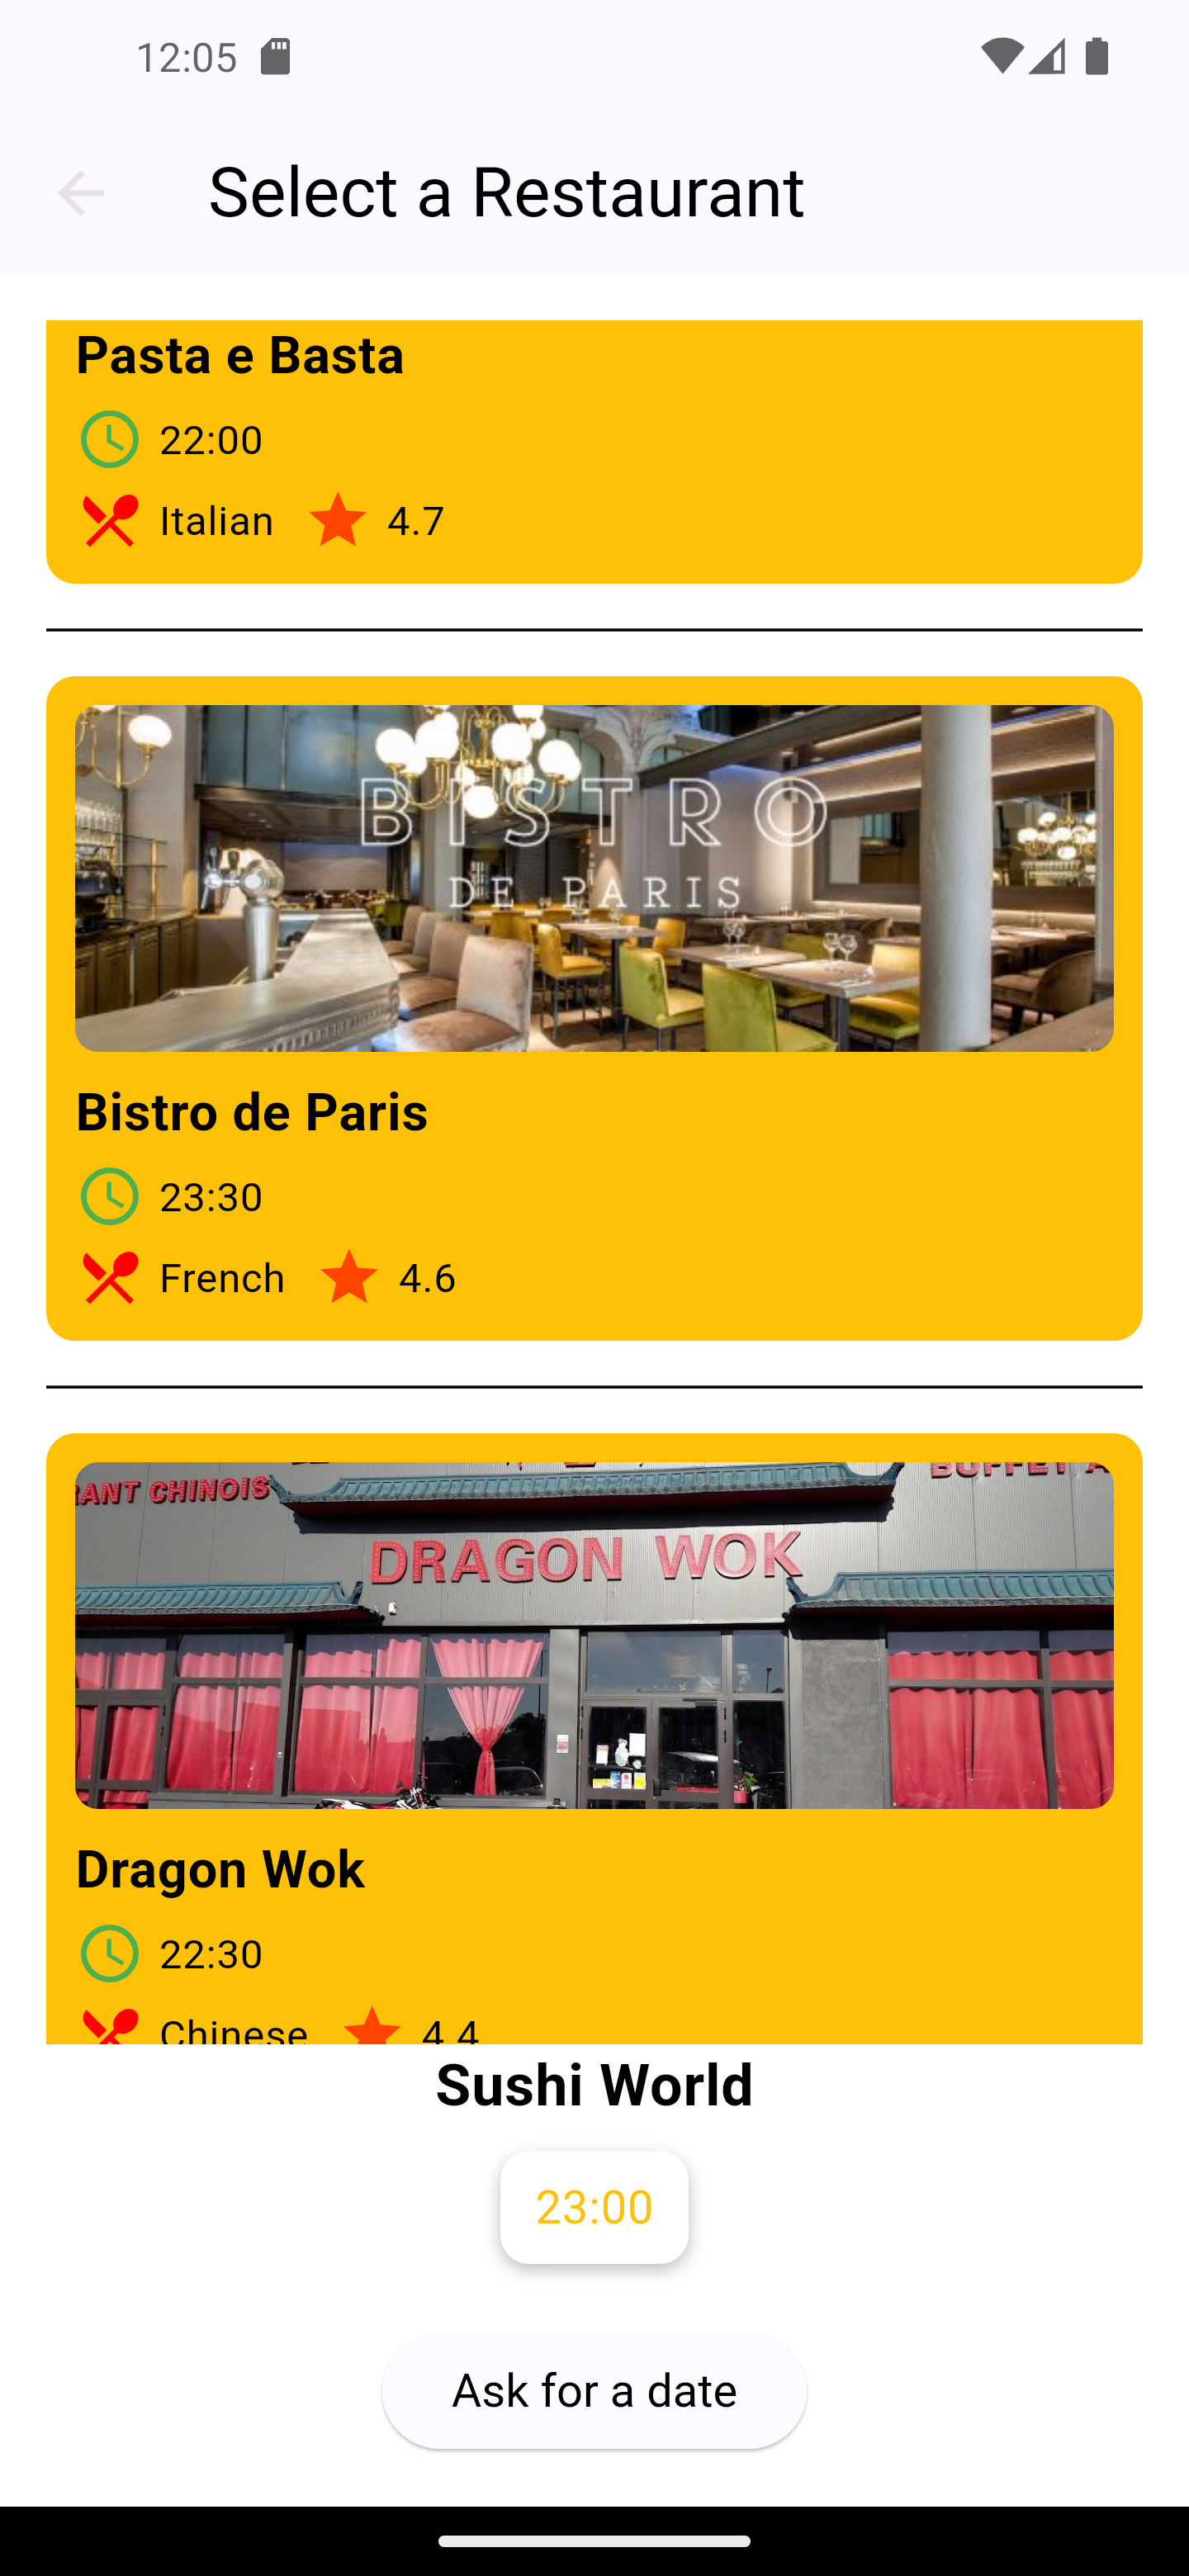 12:05
Select a Restaurant
Pasta e Basta
22:00
Italian 4.7
BISTRO
DE PARIS
Bistro de Paris
23:30
French 4.6
RANT CHINOIS
DRAGON WOK
Dragon Wok
22:30
Chinese 4.4
Sushi World
23:00
Ask for a date